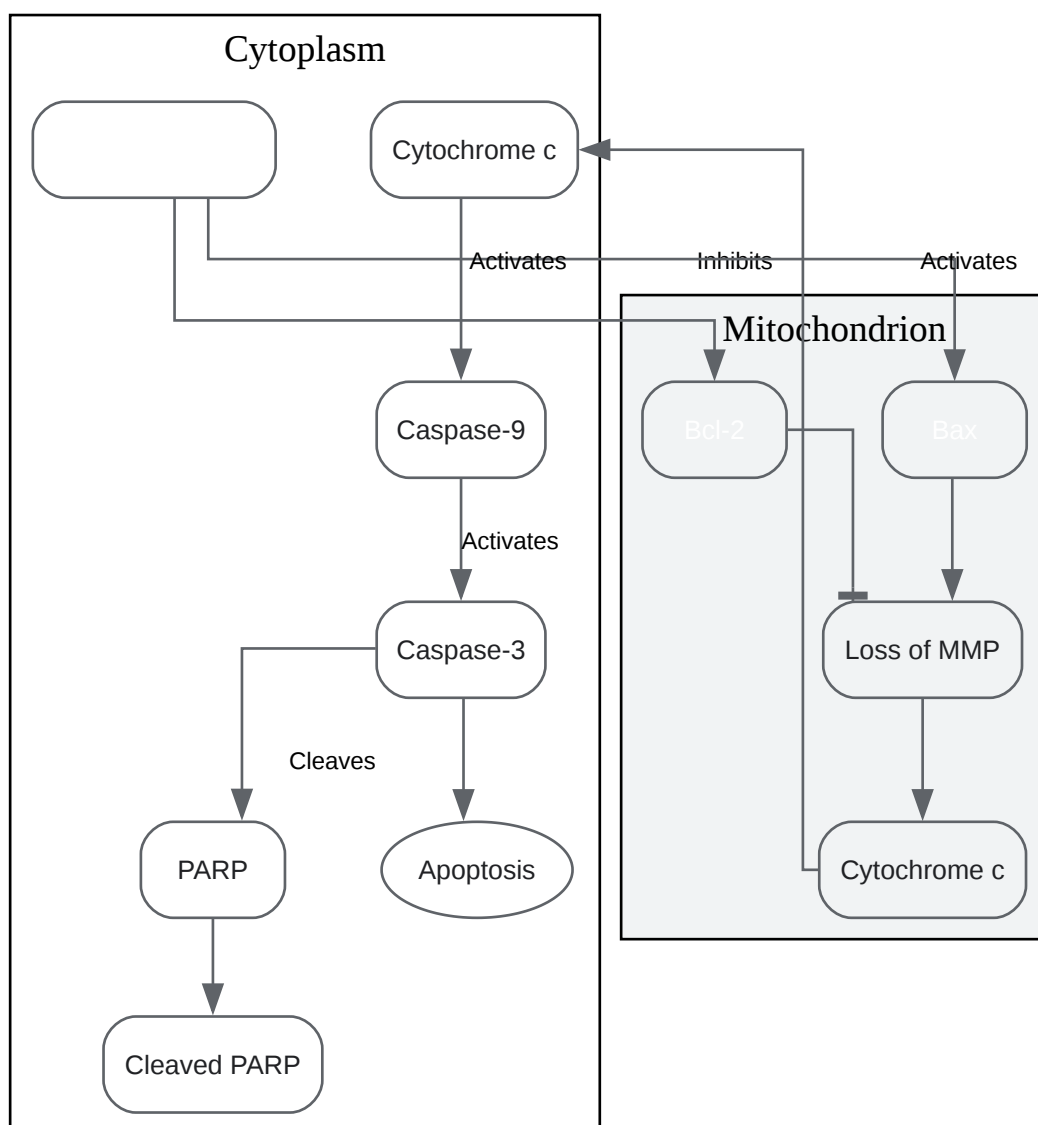 Cytoplasm
Cytochrome c
Activates
Inhibits
Activates
Mitochondrion
Caspase-9
Bcl-2
Bax
Activates
Caspase-3
Loss of MMP
Cleaves
PARP
Apoptosis
Cytochrome c
Cleaved PARP